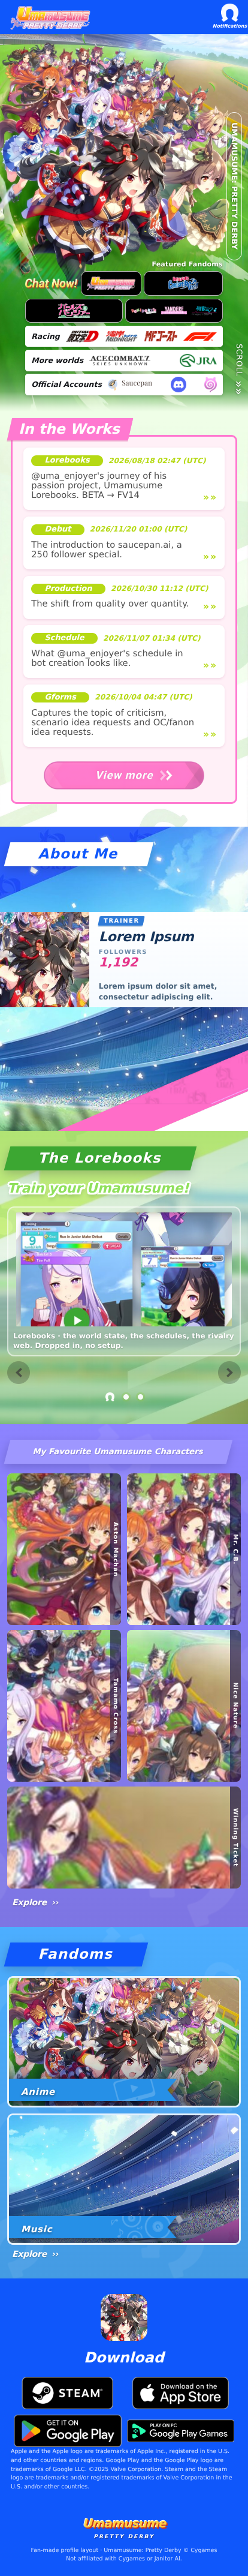 Umamusume
PRETTY DERBY
Notifications
UMAMUSUME: PRETTY DERBY
Featured Fandoms
Chat Now!
Racing
MF GHOST
F1
More worlds
ACE COMBAT 7
SKIES UNKNOWN
JRA
Official Accounts
Saucepan
SCROLL
In the Works
Lorebooks 2026/08/18 02:47 (UTC)
@uma_enjoyer's journey of his
passion project, Umamusume
Lorebooks. BETA → FV14
Debut 2026/11/20 01:00 (UTC)
The introduction to saucepan.ai, a
250 follower special.
Production 2026/10/30 11:12 (UTC)
The shift from quality over quantity.
Schedule 2026/11/07 01:34 (UTC)
What @uma_enjoyer's schedule in
bot creation looks like.
Gforms 2026/10/04 04:47 (UTC)
Captures the topic of criticism,
scenario idea requests and OC/fanon
idea requests.
View more
About Me
TRAINER
Lorem Ipsum
FOLLOWERS
1,192
Lorem ipsum dolor sit amet,
consectetur adipiscing elit.
The Lorebooks
Train your Umamusume!
Lorebooks · the world state, the schedules, the rivalry
web. Dropped in, no setup.
My Favourite Umamusume Characters
Aston Machan
Mr. C.B.
Tamamo Cross
Nice Nature
Winning Ticket
Explore ››
Fandoms
Anime
Music
Explore ››
Download
STEAM
Download on the
App Store
GET IT ON
Google Play
PLAY ON PC
Google Play Games
Apple and the Apple logo are trademarks of Apple Inc., registered in the U.S.
and other countries and regions. Google Play and the Google Play logo are
trademarks of Google LLC. ©2025 Valve Corporation. Steam and the Steam
logo are trademarks and/or registered trademarks of Valve Corporation in the
U.S. and/or other countries.
Umamusume
PRETTY DERBY
Fan-made profile layout · Umamusume: Pretty Derby © Cygames
Not affiliated with Cygames or Janitor AI.